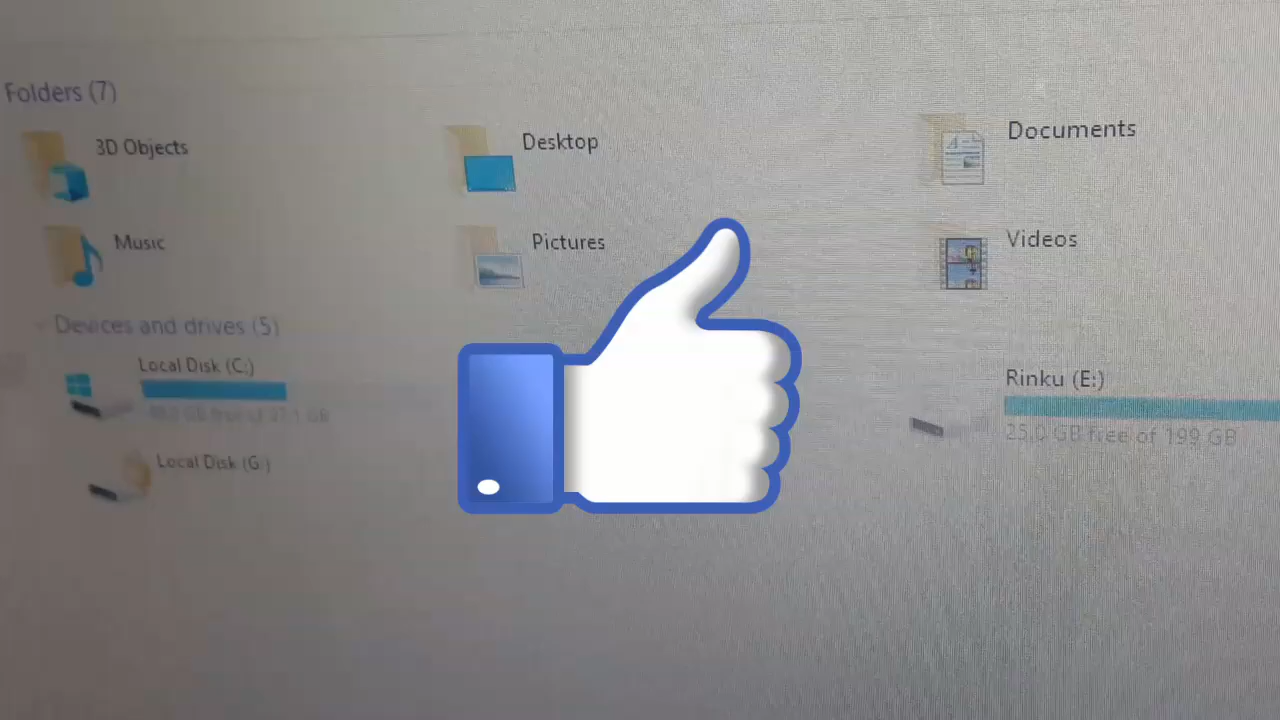 Folders (7)
3D Objects
Desktop
Documents
Music
Pictures
Videos
Devices and drives (5)
Local Disk (C:)
Rinku (E:)
25.0 GB free of 199 GB
Local Disk (G:)